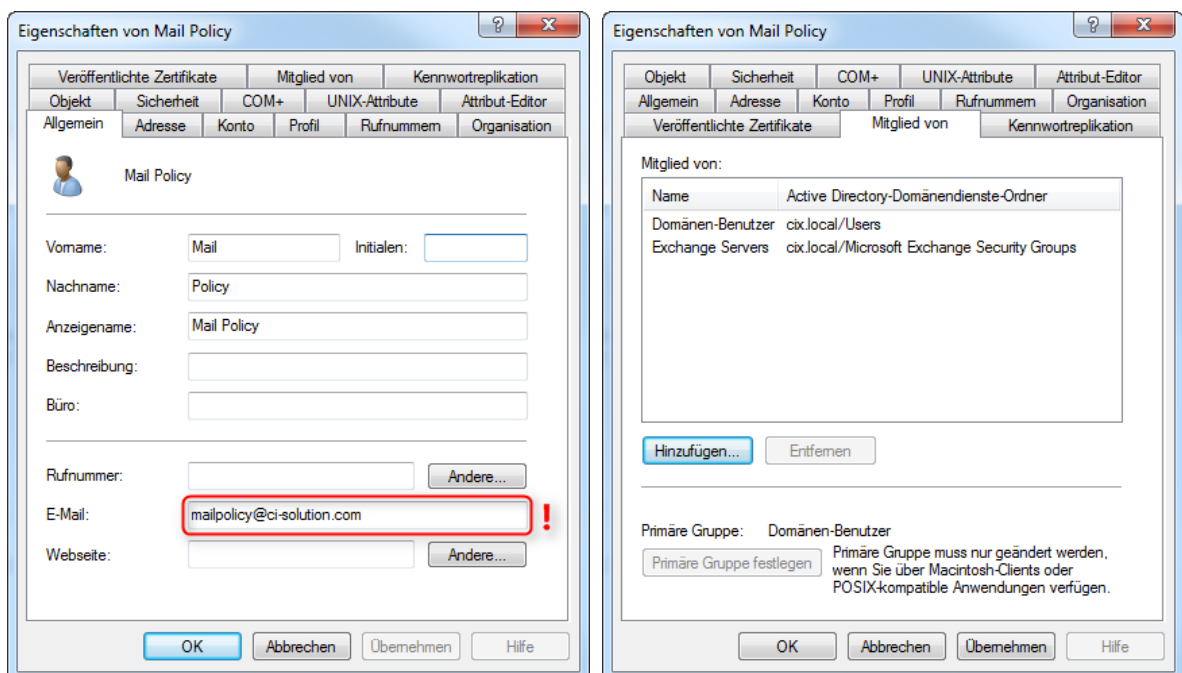 Eigenschaften von Mail Policy
Veröffentlichte Zertifikate Mitglied von Kennwortreplikation
Objekt Sicherheit COM+ UNIX-Attribute Attribut-Editor
Allgemein Adresse Konto Profil Rufnummern Organisation
Mail Policy
Vorname: Mail Initialen:
Nachname: Policy
Anzeigename: Mail Policy
Beschreibung:
Büro:
Rufnummer: Andere...
E-Mail: mailpolicy@ci-solution.com !
Webseite: Andere...
OK Abbrechen Übernehmen Hilfe
Eigenschaften von Mail Policy
Objekt Sicherheit COM+ UNIX-Attribute Attribut-Editor
Allgemein Adresse Konto Profil Rufnummern Organisation
Veröffentlichte Zertifikate Mitglied von Kennwortreplikation
Mitglied von:
Name Active Directory-Domänendienste-Ordner
Domänen-Benutzer cix.local/Users
Exchange Servers cix.local/Microsoft Exchange Security Groups
Hinzufügen... Entfernen
Primäre Gruppe: Domänen-Benutzer
Primäre Gruppe festlegen
Primäre Gruppe muss nur geändert werden,
wenn Sie über Macintosh-Clients oder
POSIX-kompatible Anwendungen verfügen.
OK Abbrechen Übernehmen Hilfe